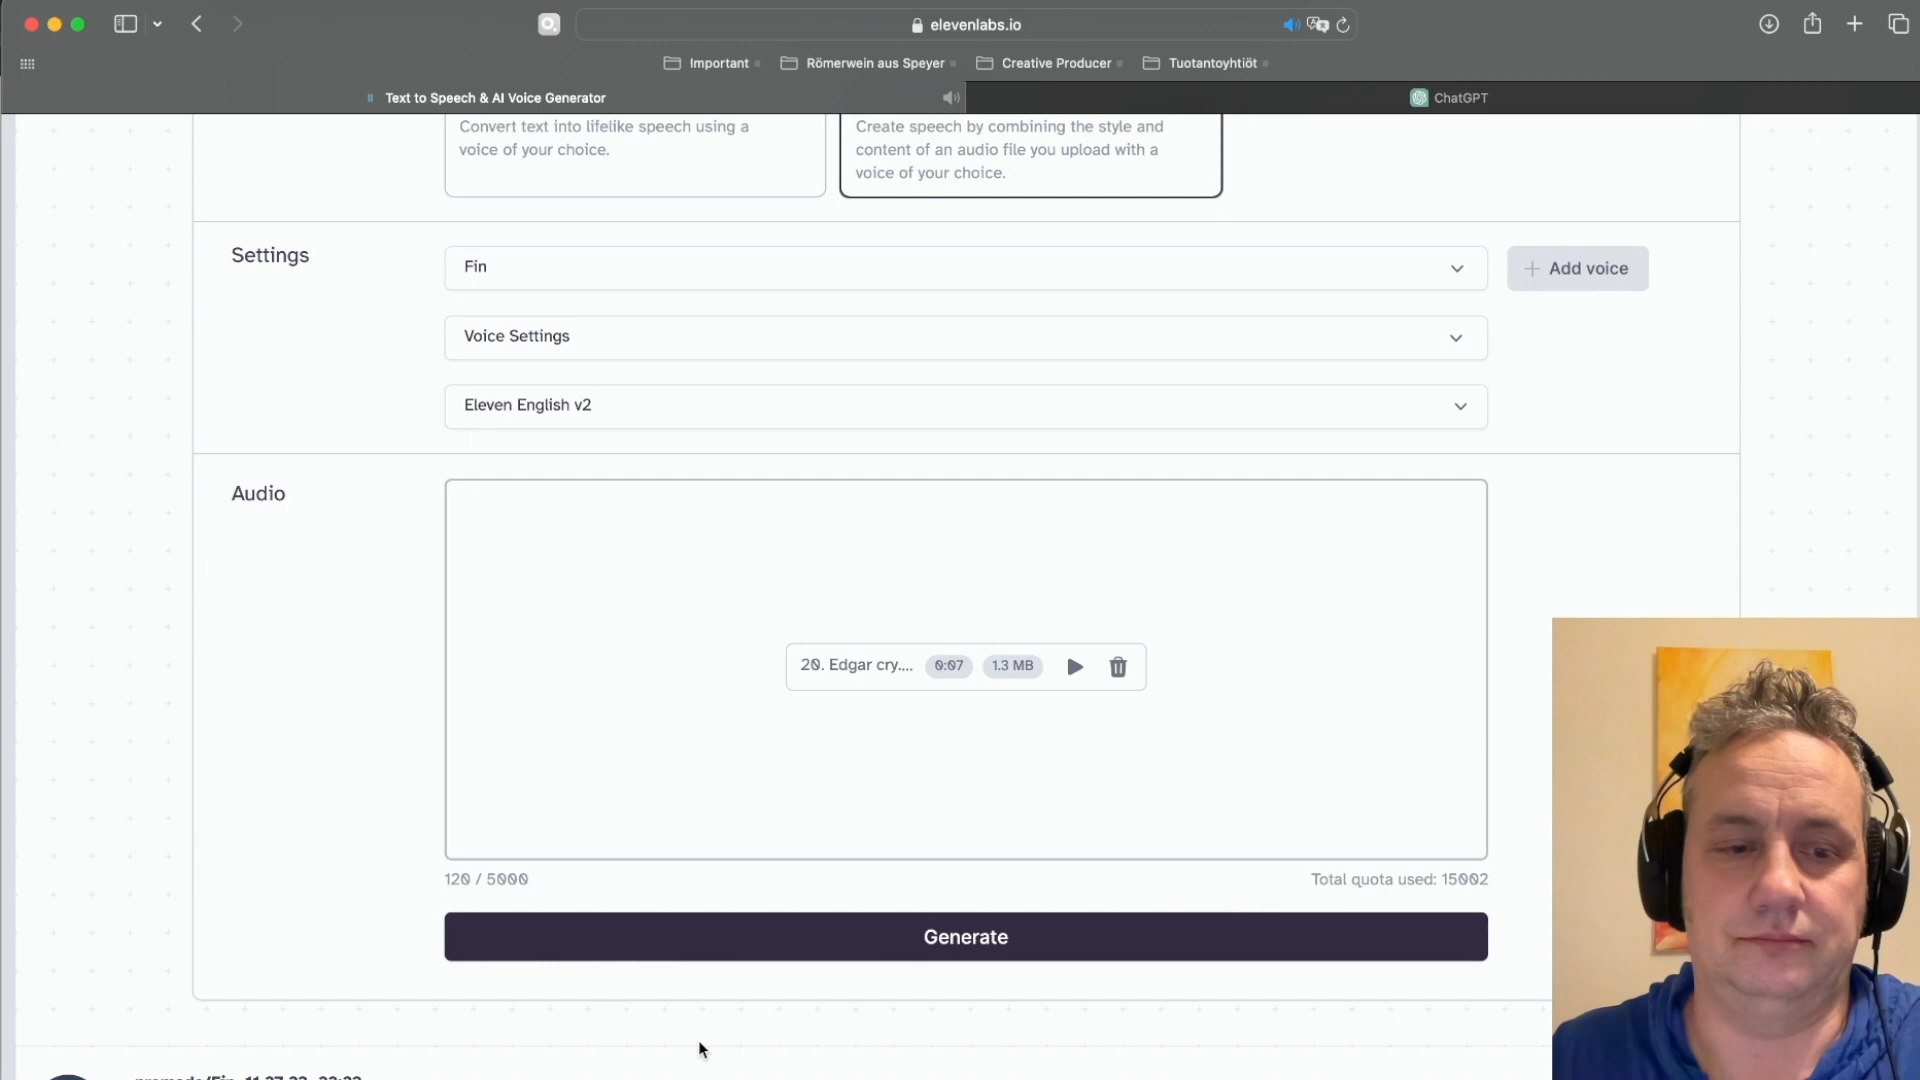 elevenlabs.io
Important
Römerwein aus Speyer
Creative Producer
Tuotantoyhtiöt
Text to Speech & AI Voice Generator
ChatGPT
Convert text into lifelike speech using a
voice of your choice.
Create speech by combining the style and
content of an audio file you upload with a
voice of your choice.
Settings
Fin
+ Add voice
Voice Settings
Eleven English v2
Audio
20. Edgar cry.... 0:07 1.3 MB
120 / 5000
Total quota used: 15002
Generate